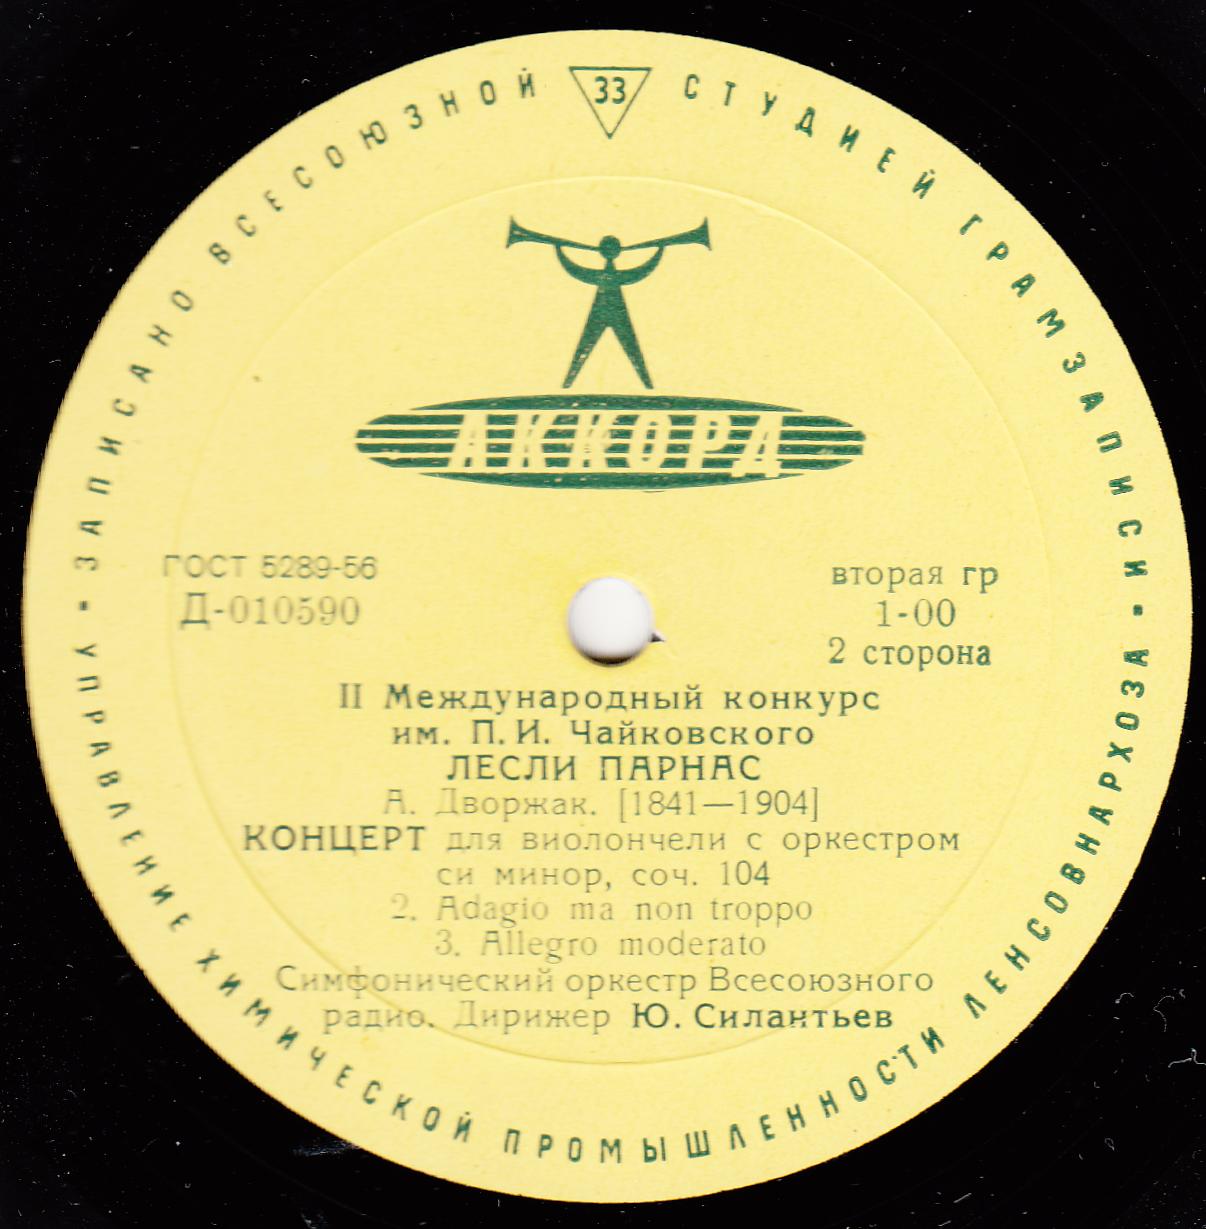 ЗАПИСАНО ВСЕСОЮЗНОЙ СТУДИЕЙ ГРАМЗАПИСИ
33
АККОРД
ГОСТ 5289-56
Д-010590
вторая гр
1-00
2 сторона
II Международный конкурс
им. П. И. Чайковского
ЛЕСЛИ ПАРНАС
А. Дворжак. [1841—1904]
КОНЦЕРТ для виолончели с оркестром
си минор, соч. 104
2. Adagio ma non troppo
3. Allegro moderato
Симфонический оркестр Всесоюзного
радио. Дирижер Ю. Силантьев
• УПРАВЛЕНИЕ ХИМИЧЕСКОЙ ПРОМЫШЛЕННОСТИ ЛЕНСОВНАРХОЗА •